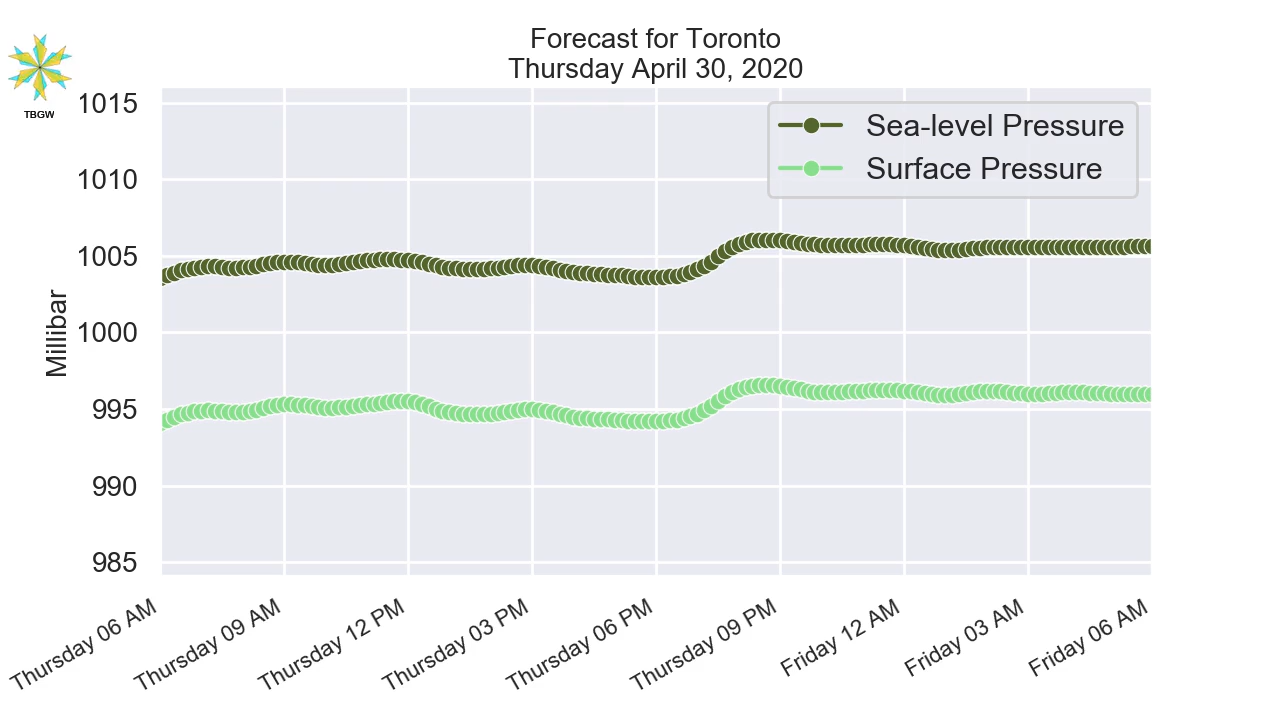 Forecast for Toronto
Thursday April 30, 2020
TBGW
Sea-level Pressure
Surface Pressure
Millibar
1015
1010
1005
1000
995
990
985
Thursday 06 AM
Thursday 09 AM
Thursday 12 PM
Thursday 03 PM
Thursday 06 PM
Thursday 09 PM
Friday 12 AM
Friday 03 AM
Friday 06 AM